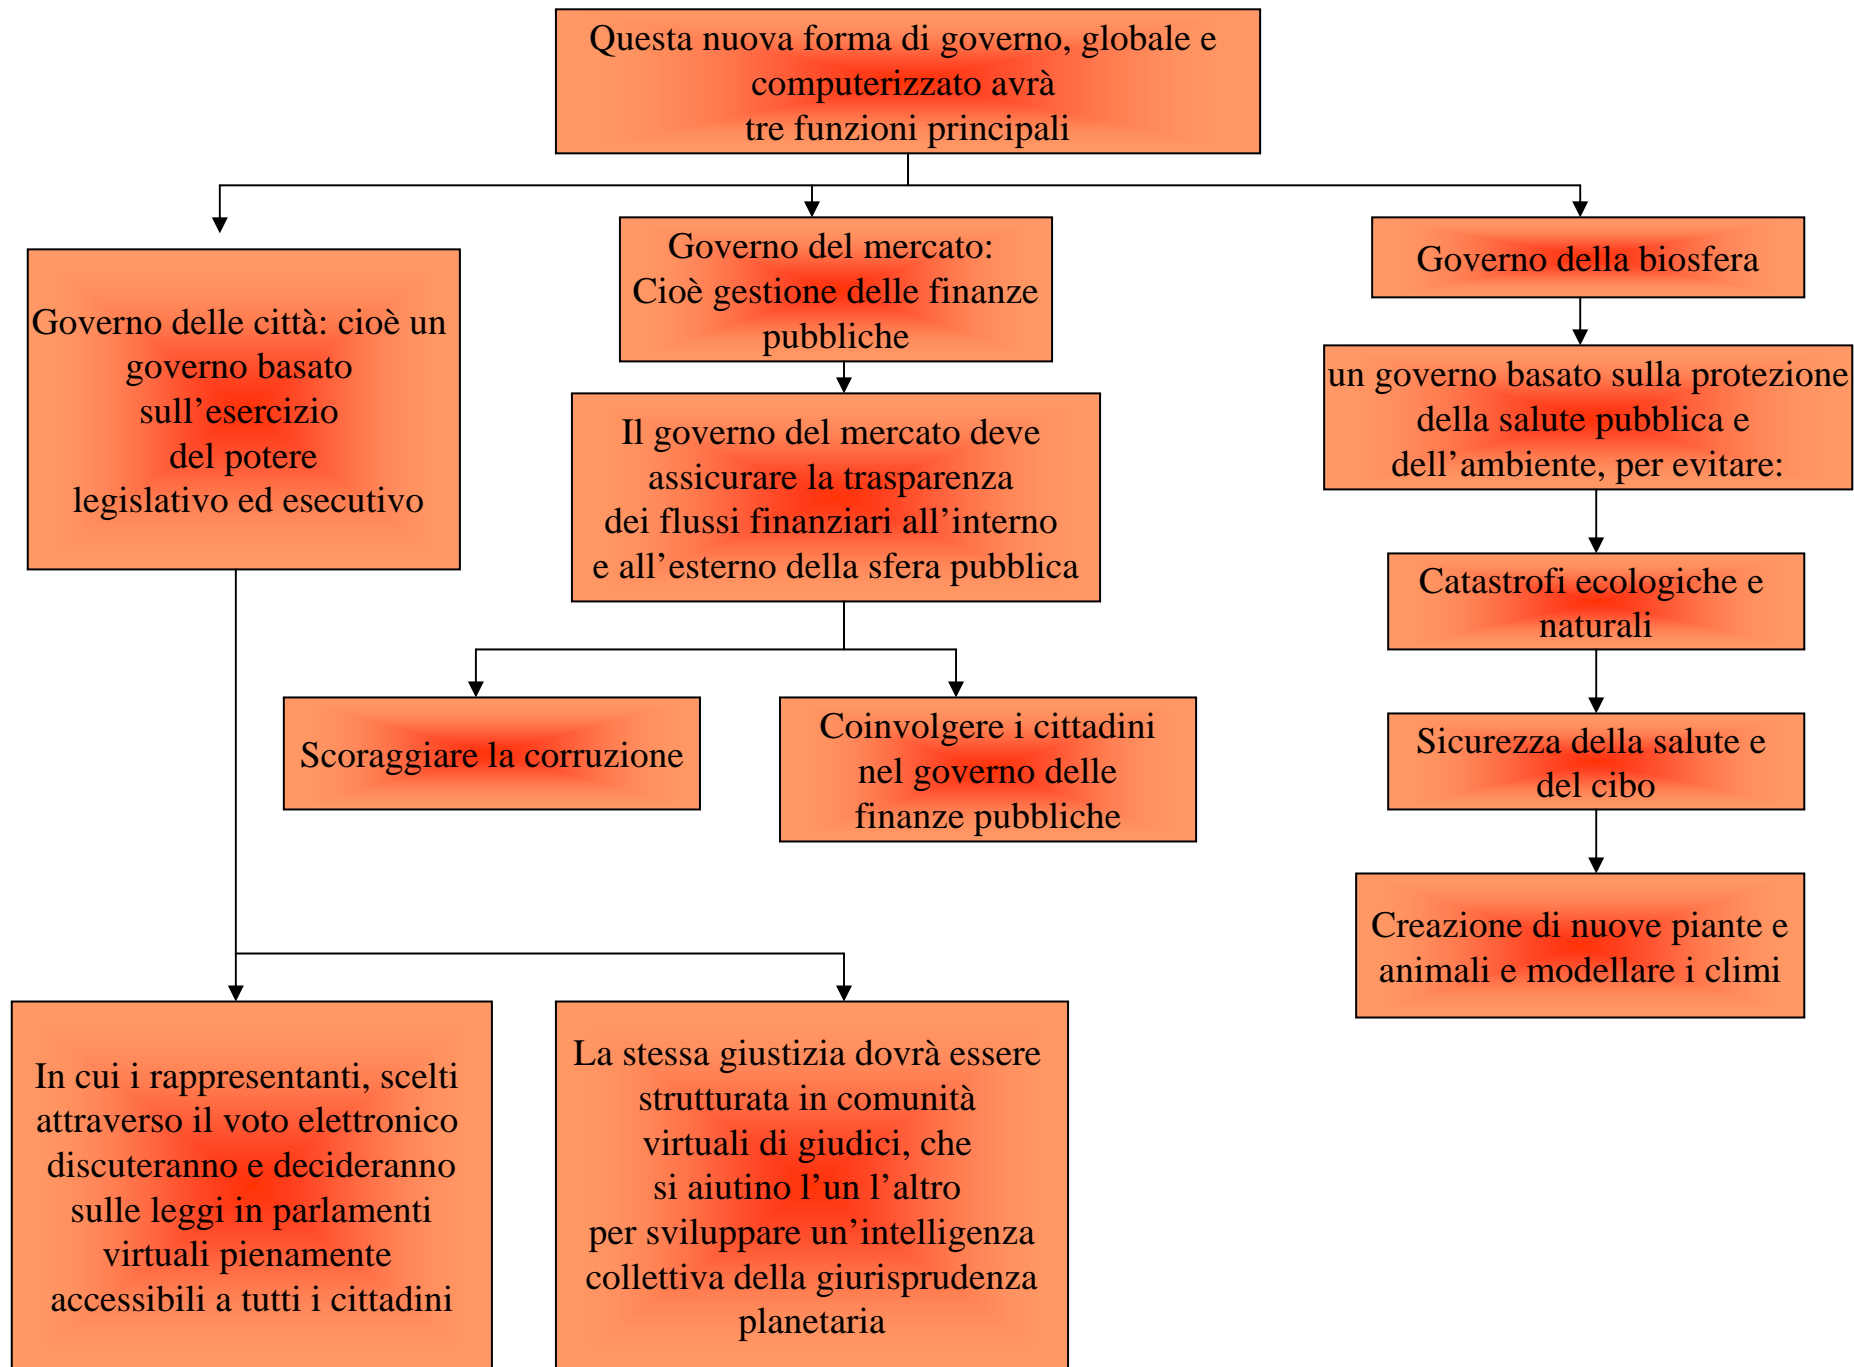 Questa nuova forma di governo, globale e
computerizzato avrà
tre funzioni principali
Governo delle città: cioè un
governo basato
sull’esercizio
del potere
legislativo ed esecutivo
Governo del mercato:
Cioè gestione delle finanze
pubbliche
Governo della biosfera
Il governo del mercato deve
assicurare la trasparenza
dei flussi finanziari all’interno
e all’esterno della sfera pubblica
un governo basato sulla protezione
della salute pubblica e
dell’ambiente, per evitare:
Catastrofi ecologiche e
naturali
Scoraggiare la corruzione
Coinvolgere i cittadini
nel governo delle
finanze pubbliche
Sicurezza della salute e
del cibo
Creazione di nuove piante e
animali e modellare i climi
In cui i rappresentanti, scelti
attraverso il voto elettronico
discuteranno e decideranno
sulle leggi in parlamenti
virtuali pienamente
accessibili a tutti i cittadini
La stessa giustizia dovrà essere
strutturata in comunità
virtuali di giudici, che
si aiutino l’un l’altro
per sviluppare un’intelligenza
collettiva della giurisprudenza
planetaria